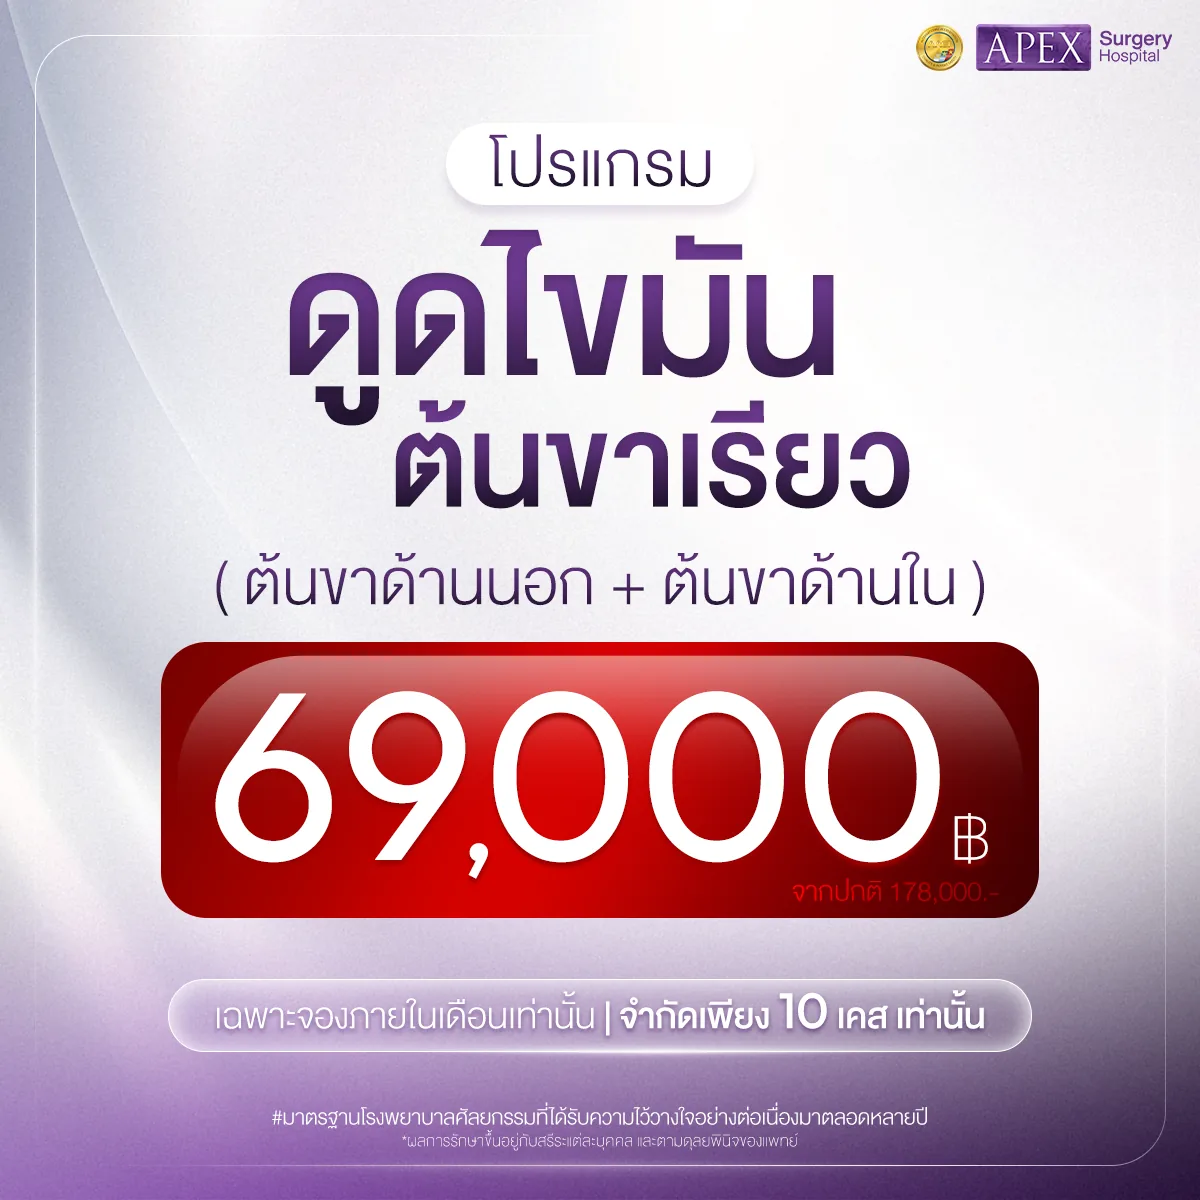 APEX Surgery
Hospital
โปรแกรม
ดูดไขมัน
ต้นขาเรียว
( ต้นขาด้านนอก + ต้นขาด้านใน )
69,000 ฿
จากปกติ 178,000.-
เฉพาะจองภายในเดือนเท่านั้น | จำกัดเพียง 10 เคส เท่านั้น
#มาตรฐานโรงพยาบาลศัลยกรรมที่ได้รับความไว้วางใจอย่างต่อเนื่องมาตลอดหลายปี
*ผลการรักษาขึ้นอยู่กับสรีระแต่ละบุคคล และตามดุลยพินิจของแพทย์